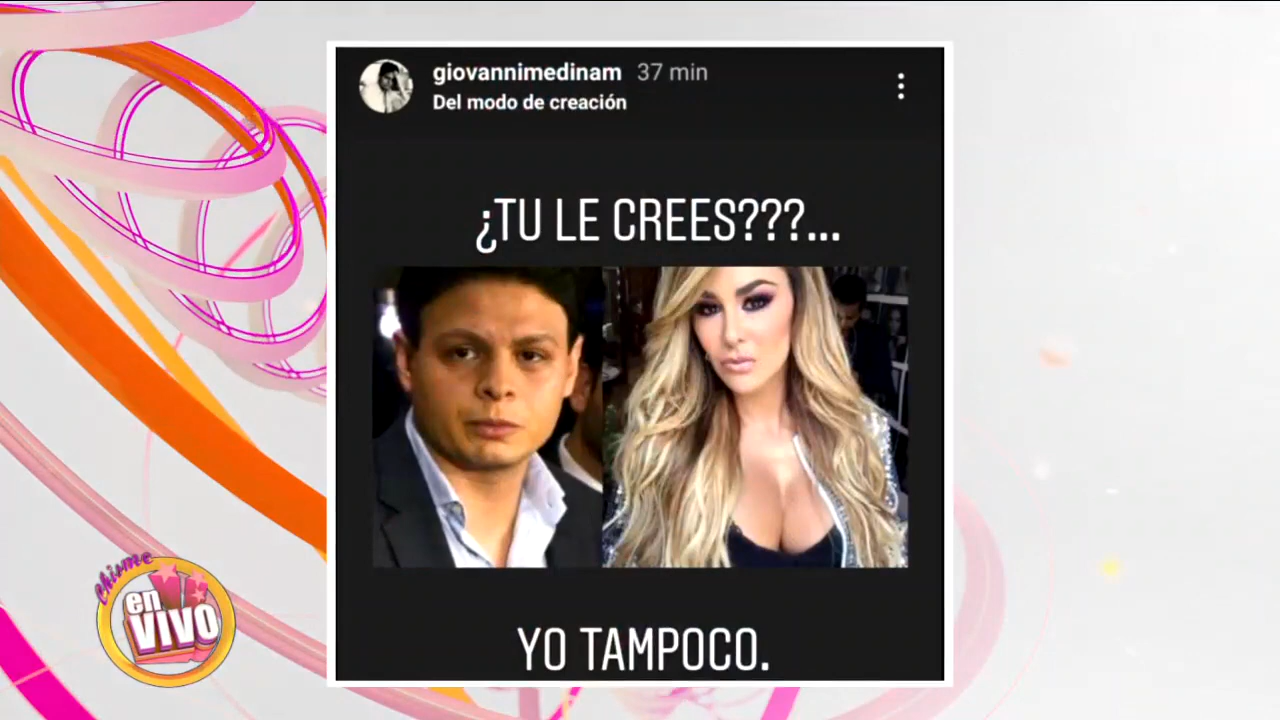 giovannimedinam 37 min
Del modo de creación
¿TU LE CREES???...
YO TAMPOCO.
chisme
en
VIVO